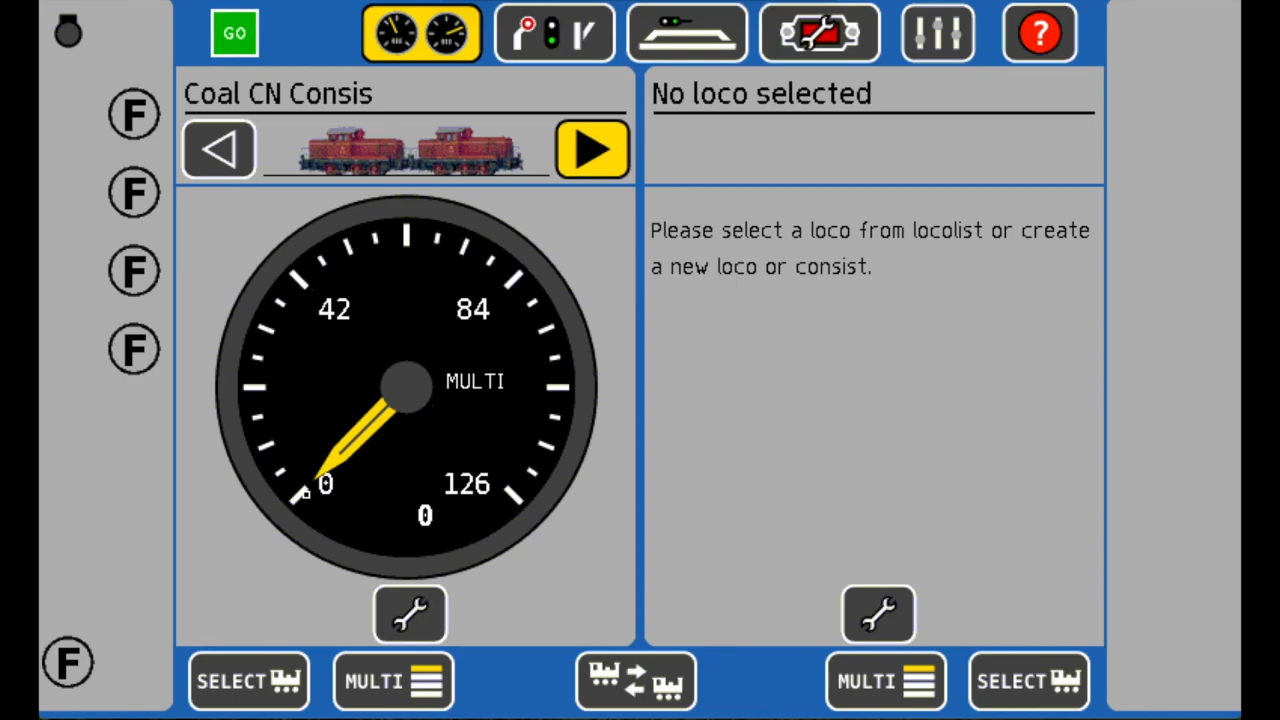 GO
?
Coal CN Consis
No loco selected
F
F
F
F
Please select a loco from locolist or create
a new loco or consist.
42
84
MULTI
0
126
0
F
SELECT
MULTI
MULTI
SELECT